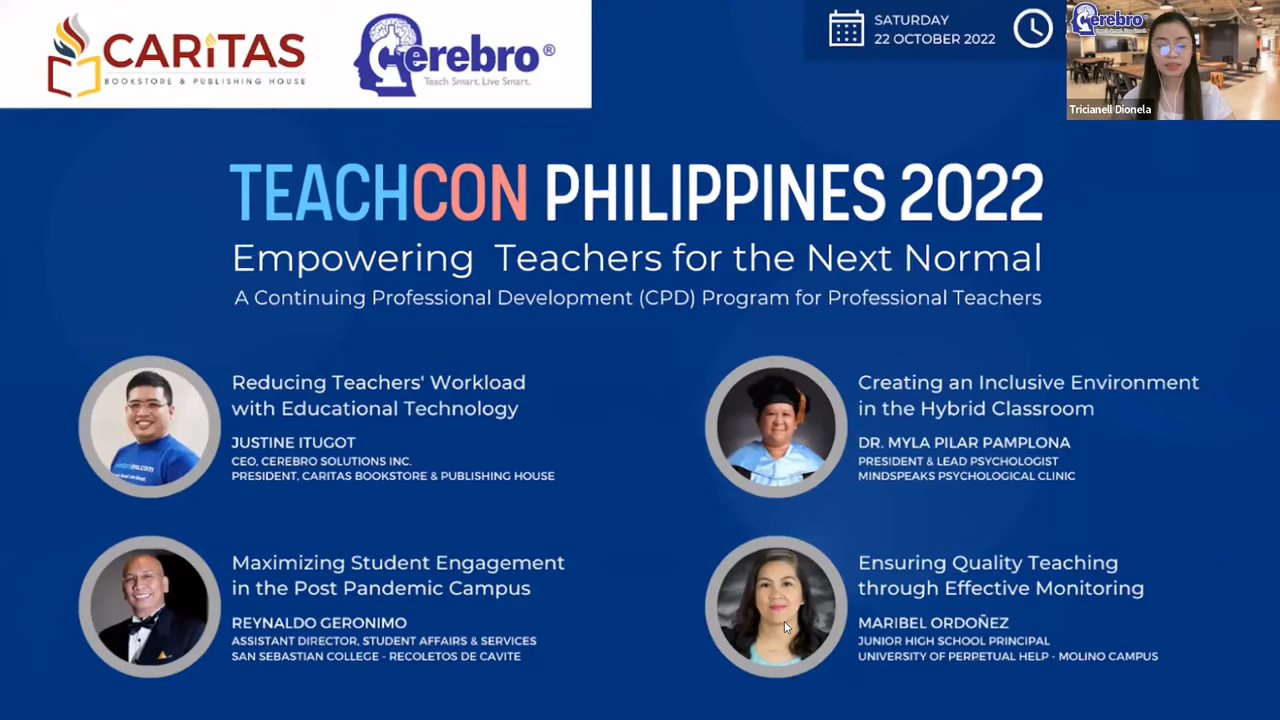 CARITAS
BOOKSTORE & PUBLISHING HOUSE
Cerebro®
Teach Smart. Live Smart.
SATURDAY
22 OCTOBER 2022
Cerebro
Teach Smart. Live Smart.
Tricianell Dionela
TEACHCON PHILIPPINES 2022
Empowering Teachers for the Next Normal
A Continuing Professional Development (CPD) Program for Professional Teachers
Reducing Teachers' Workload
with Educational Technology
JUSTINE ITUGOT
CEO, CEREBRO SOLUTIONS INC.
PRESIDENT, CARITAS BOOKSTORE & PUBLISHING HOUSE
Creating an Inclusive Environment
in the Hybrid Classroom
DR. MYLA PILAR PAMPLONA
PRESIDENT & LEAD PSYCHOLOGIST
MINDSPEAKS PSYCHOLOGICAL CLINIC
Maximizing Student Engagement
in the Post Pandemic Campus
REYNALDO GERONIMO
ASSISTANT DIRECTOR, STUDENT AFFAIRS & SERVICES
SAN SEBASTIAN COLLEGE - RECOLETOS DE CAVITE
Ensuring Quality Teaching
through Effective Monitoring
MARIBEL ORDOÑEZ
JUNIOR HIGH SCHOOL PRINCIPAL
UNIVERSITY OF PERPETUAL HELP - MOLINO CAMPUS